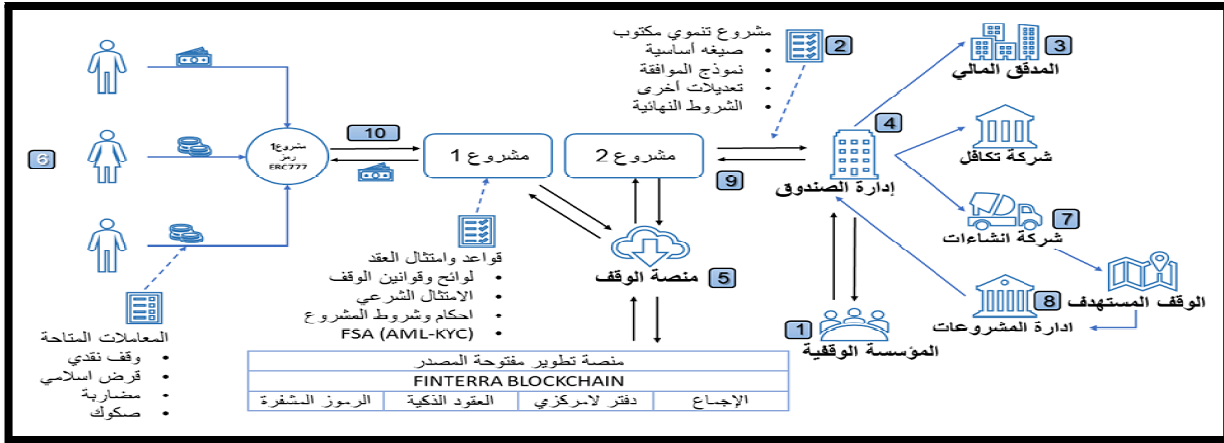 مشروع تنموي مكتوب
• صيغه أساسية
• نموذج الموافقة
• تعديلات أخرى
• الشروط النهائية
2
3
المدقق المالي
4
إدارة الصندوق
شركة تكافل
7
شركة انشاءات
الوقف المستهدف
8
ادارة المشروعات
1
المؤسسة الوقفية
9
مشروع 2
مشروع 1
10
مشروع1
رمز
ERC777
6
5
منصة الوقف
قواعد وامتثال العقد
• لوائح وقوانين الوقف
• الامتثال الشرعي
• احكام وشروط المشروع
• FSA (AML-KYC)
المعاملات المتاحة
• وقف نقدي
• قرض اسلامي
• مضاربة
• صكوك
منصة تطوير مفتوحة المصدر
FINTERRA BLOCKCHAIN
الإجماع
دفتر لامركزي
العقود الذكية
الرموز المشفرة